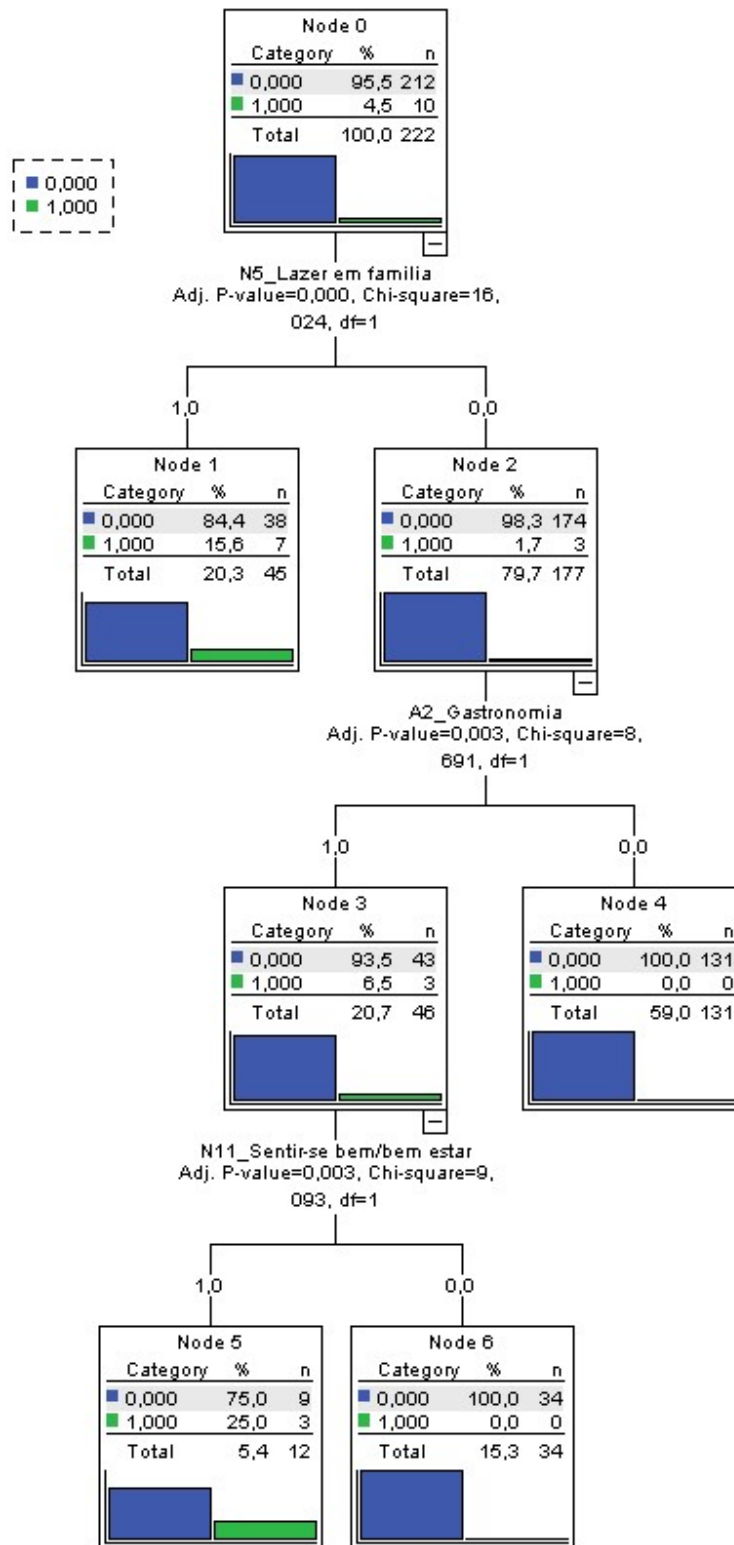 Node 0
Category % n
0,000 95,5 212
1,000 4,5 10
Total 100,0 222
0,000
1,000
N5_Lazer em familia
Adj. P-value=0,000, Chi-square=16,
024, df=1
1,0
0,0
Node 1
Category % n
0,000 84,4 38
1,000 15,6 7
Total 20,3 45
Node 2
Category % n
0,000 98,3 174
1,000 1,7 3
Total 79,7 177
A2_Gastronomia
Adj. P-value=0,003, Chi-square=8,
691, df=1
1,0
0,0
Node 3
Category % n
0,000 93,5 43
1,000 6,5 3
Total 20,7 46
Node 4
Category % n
0,000 100,0 131
1,000 0,0 0
Total 59,0 131
N11_Sentir-se bem/bem estar
Adj. P-value=0,003, Chi-square=9,
093, df=1
1,0
0,0
Node 5
Category % n
0,000 75,0 9
1,000 25,0 3
Total 5,4 12
Node 6
Category % n
0,000 100,0 34
1,000 0,0 0
Total 15,3 34